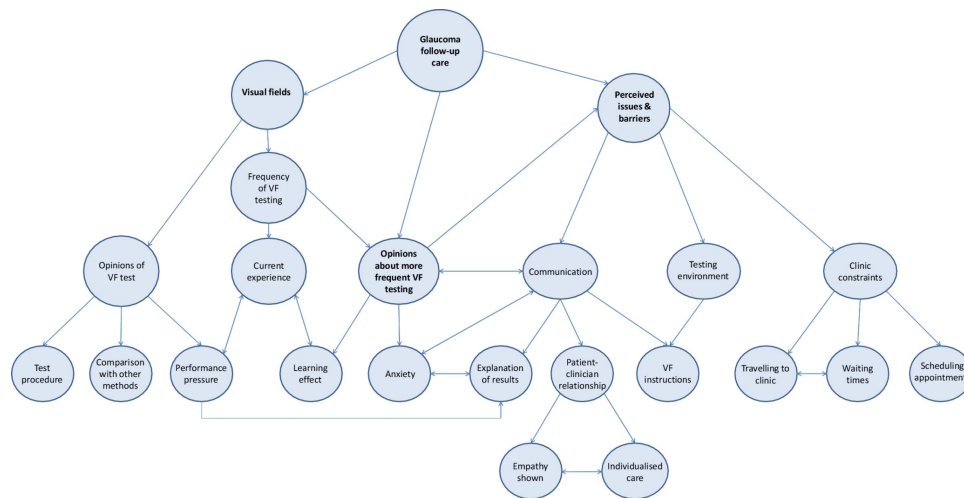 Glaucoma
follow-up
care
Visual fields
Perceived
issues &
barriers
Frequency
of VF
testing
Opinions of
VF test
Current
experience
Opinions
about more
frequent VF
testing
Communication
Testing
environment
Clinic
constraints
Test
procedure
Comparison
with other
methods
Performance
pressure
Learning
effect
Anxiety
Explanation
of results
Patient-
clinician
relationship
VF
instructions
Travelling to
clinic
Waiting
times
Scheduling
appointment
Empathy
shown
Individualised
care